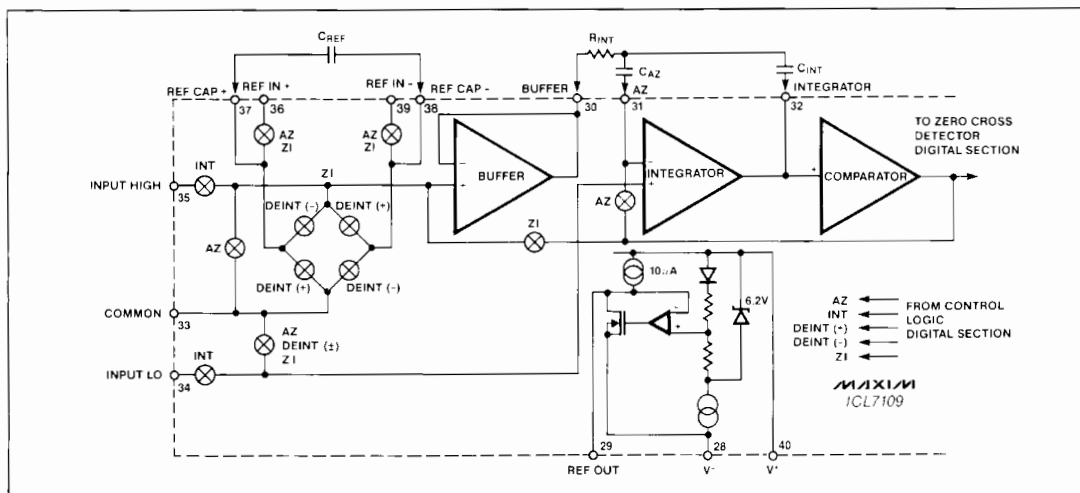 CREF
RINT
CAZ
CINT
REF CAP +
REF IN +
REF IN -
REF CAP -
BUFFER
AZ
INTEGRATOR
37
36
39
38
30
31
32
AZ
ZI
AZ
ZI
TO ZERO CROSS
DETECTOR
DIGITAL SECTION
INT
ZI
INPUT HIGH
35
BUFFER
INTEGRATOR
COMPARATOR
DEINT (-)
DEINT (+)
AZ
AZ
ZI
DEINT (+)
DEINT (-)
10µA
6.2V
COMMON
33
AZ
DEINT (±)
ZI
INT
INPUT LO
34
AZ
INT
DEINT (+)
DEINT (-)
ZI
FROM CONTROL
LOGIC
DIGITAL SECTION
MAXIM
ICL7109
29
28
40
REF OUT
V-
V+